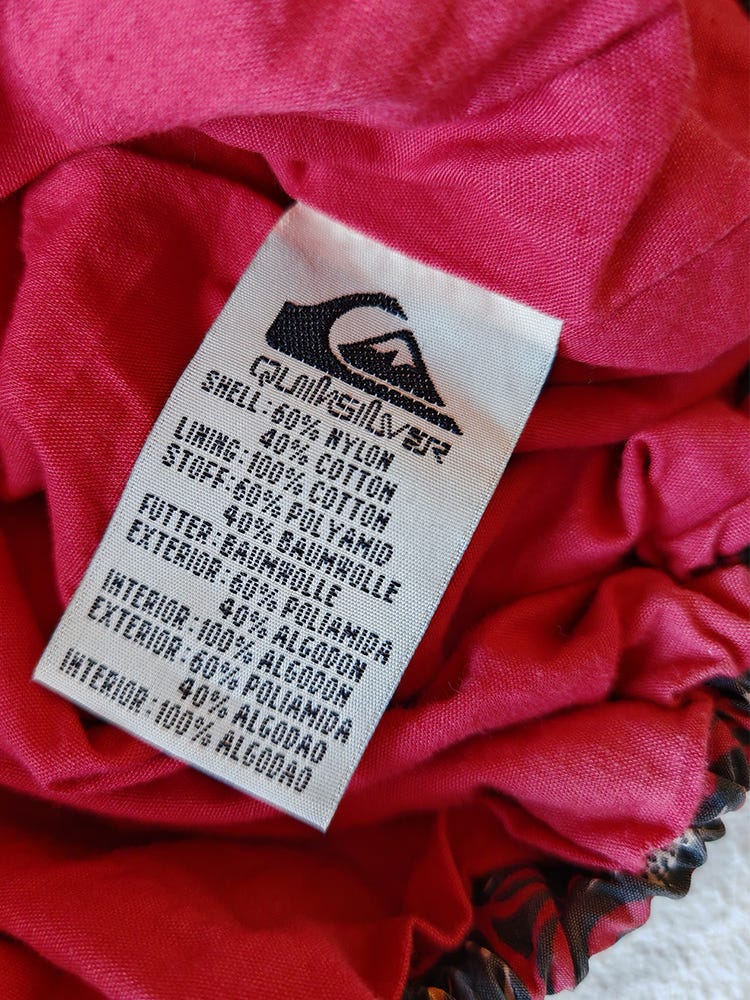 QUIKSILVER
SHELL:60% NYLON
40% COTTON
LINING:100% COTTON
STUFF:60% POLYAMID
40% BAUMWOLLE
FUTTER:BAUMWOLLE
EXTERIOR:60% POLIAMIDA
40% ALGODON
INTERIOR:100% ALGODON
EXTERIOR:60% POLIAMIDA
40% ALGODAO
INTERIOR:100% ALGODAO